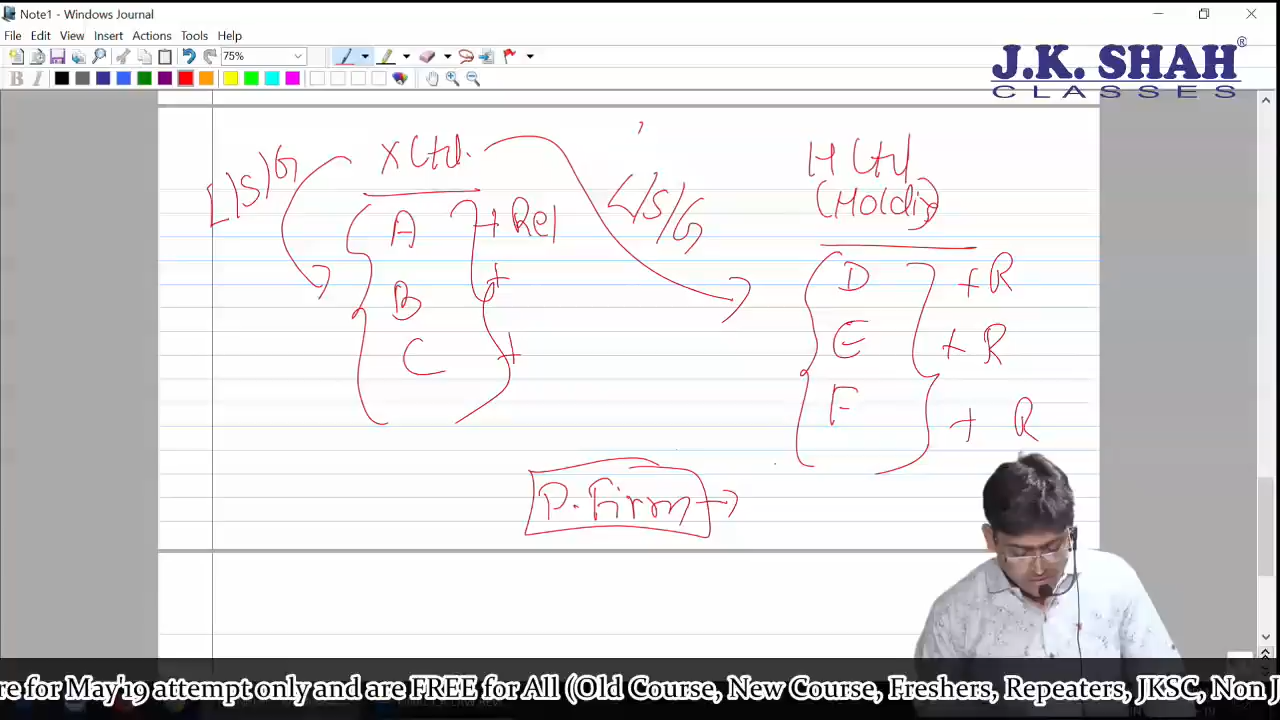 Note1 - Windows Journal
File Edit View Insert Actions Tools Help
75%
B I
J.K. SHAH®
CLASSES
L/S/G
X Ltd.
L/S/G
H Ltd
(Holdi)
A + Rel
B +
C +
D + R
E + R
F + R
P. Firm →
re for May'19 attempt only and are FREE for All (Old Course, New Course, Freshers, Repeaters, JKSC, Non J